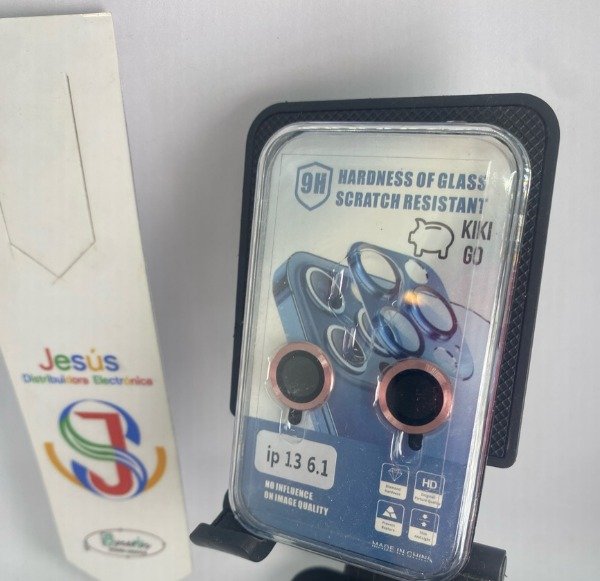 Jesús
Distribuidora Electrónica
9H
HARDNESS OF GLASS
SCRATCH RESISTANT
KIKI
GO
ip 13 6.1
NO INFLUENCE
ON IMAGE QUALITY
HD
MADE IN CHINA